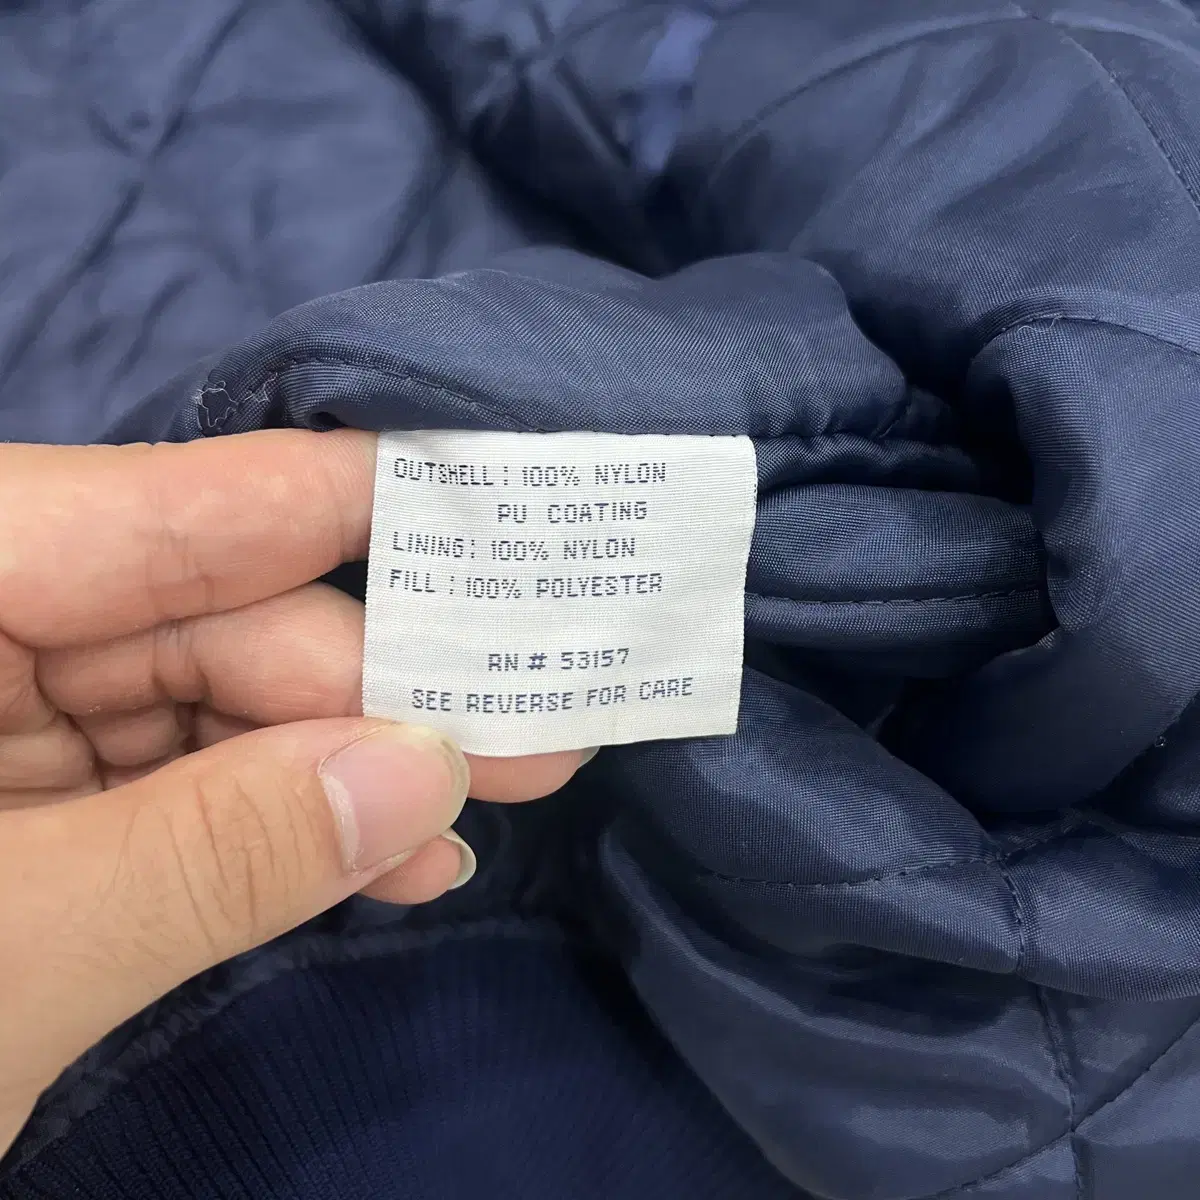 OUTSHELL: 100% NYLON
PU COATING
LINING: 100% NYLON
FILL : 100% POLYESTER
RN # 53157
SEE REVERSE FOR CARE